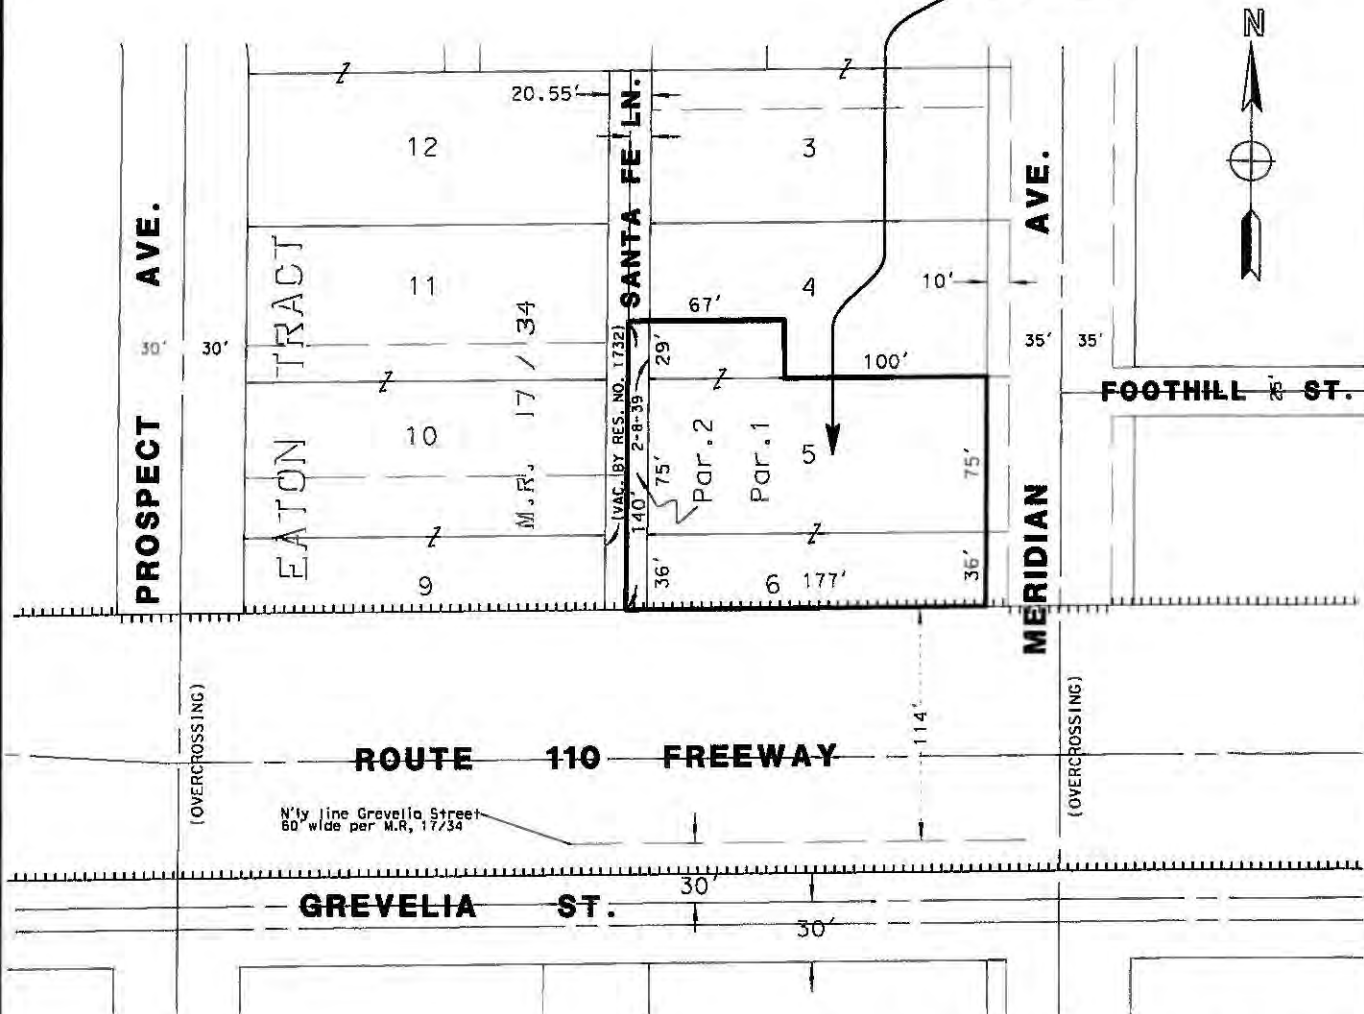 N
20.55'
SANTA FE LN.
12
3
PROSPECT AVE.
MERIDIAN AVE.
EATON TRACT
M.R. 17 / 34
11
4
10'
67'
30'
30'
(VAC. BY RES. NO. 1732)
2-8-39
29'
35'
35'
100'
FOOTHILL ST.
25'
10
Par.2
Par.1
5
75'
75'
140'
9
36'
6
177'
36'
(OVERCROSSING)
114'
(OVERCROSSING)
ROUTE 110 FREEWAY
N'ly line Grevelia Street
60' wide per M.R, 17/34
30'
GREVELIA ST.
30'